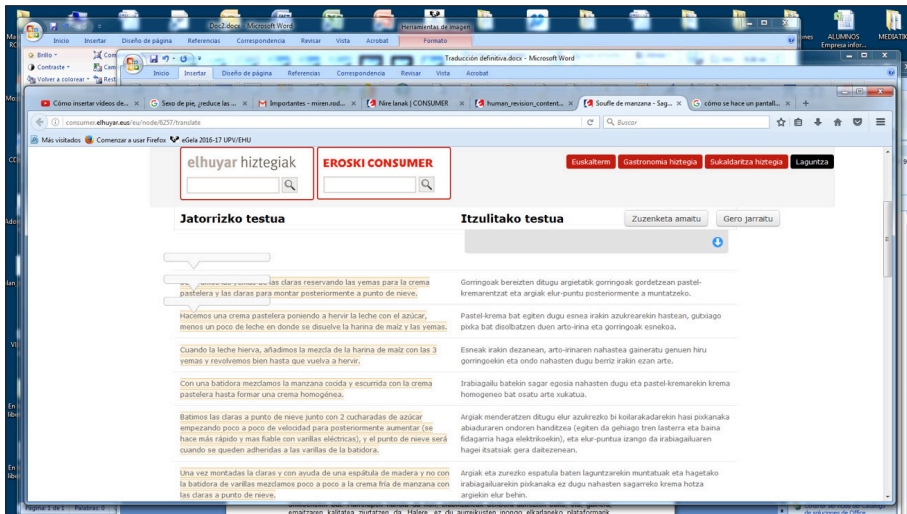 Doc2.docx - Microsoft Word
Herramientas de imagen
Inicio Insertar Diseño de página Referencias Correspondencia Revisar Vista Acrobat Formato
Brillo
Contraste
Volver a colorear
Traducción definitiva.docx - Microsoft Word
Inicio Insertar Diseño de página Referencias Correspondencia Revisar Vista Acrobat
ALUMNOS
Empresa infor...
Cómo insertar vídeos de...
Sexo de pie, ¿reduce las ...
Importantes - miren.rod...
Nire lanak | CONSUMER
human_revision_content...
Soufle de manzana - Sag...
cómo se hace un pantall...
consumer.elhuyar.eus/eu/node/6257/translate
Buscar
Más visitados Comenzar a usar Firefox eGela 2016-17 UPV/EHU
elhuyar hiztegiak
EROSKI CONSUMER
Euskalterm Gastronomia hiztegia Sukaldaritza hiztegia Laguntza
Jatorrizko testua
Itzulitako testua
Zuzenketa amaitu Gero jarraitu
las claras reservando las yemas para la crema
pastelera y las claras para montar posteriormente a punto de nieve.
Gorringoak bereizten ditugu argietatik gorringoak gordetzean pastel-
kremarentzat eta argiak elur-puntu posteriormente a muntatzeko.
Hacemos una crema pastelera poniendo a hervir la leche con el azúcar,
menos un poco de leche en donde se disuelve la harina de maíz y las yemas.
Pastel-krema bat egiten dugu esnea irakin azukrearekin hastean, gutxiago
pixka bat disolbatzen duen arto-irina eta gorringoak esnekoa.
Cuando la leche hierva, añadimos la mezcla de la harina de maíz con las 3
yemas y revolvemos bien hasta que vuelva a hervir.
Esneak irakin dezanean, arto-irinaren nahastea gaineratu genuen hiru
gorringoekin eta ondo nahasten dugu berriz irakin ezan arte.
Con una batidora mezclamos la manzana cocida y escurrida con la crema
pastelera hasta formar una crema homogénea.
Irabiagailu batekin sagar egosia nahasten dugu eta pastel-kremarekin krema
homogeneo bat osatu arte xukatua.
Batimos las claras a punto de nieve junto con 2 cucharadas de azúcar
empezando poco a poco de velocidad para posteriormente aumentar (se
hace más rápido y mas fiable con varillas eléctricas), y el punto de nieve será
cuando se queden adheridas a las varillas de la batidora.
Argiak menderatzen ditugu elur azukrezko bi koilarakadarekin hasi pixkanaka
abiaduraren ondoren handitzea (egiten da gehiago tren lasterra eta baina
fidagarria haga elektrikoekin), eta elur-puntua izango da irabiagailuaren
hagei itsatsiak gera daitezenean.
Una vez montadas la claras y con ayuda de una espátula de madera y no con
la batidora de varillas mezclamos poco a poco a la crema fría de manzana con
las claras a punto de nieve.
Argiak eta zurezko espatula baten laguntzarekin muntatuak eta hagetako
irabiagailuarekin pixkanaka ez dugu nahasten sagarreko krema hotza
argiekin elur behin.
Página: 1 de 1 Palabras: 0